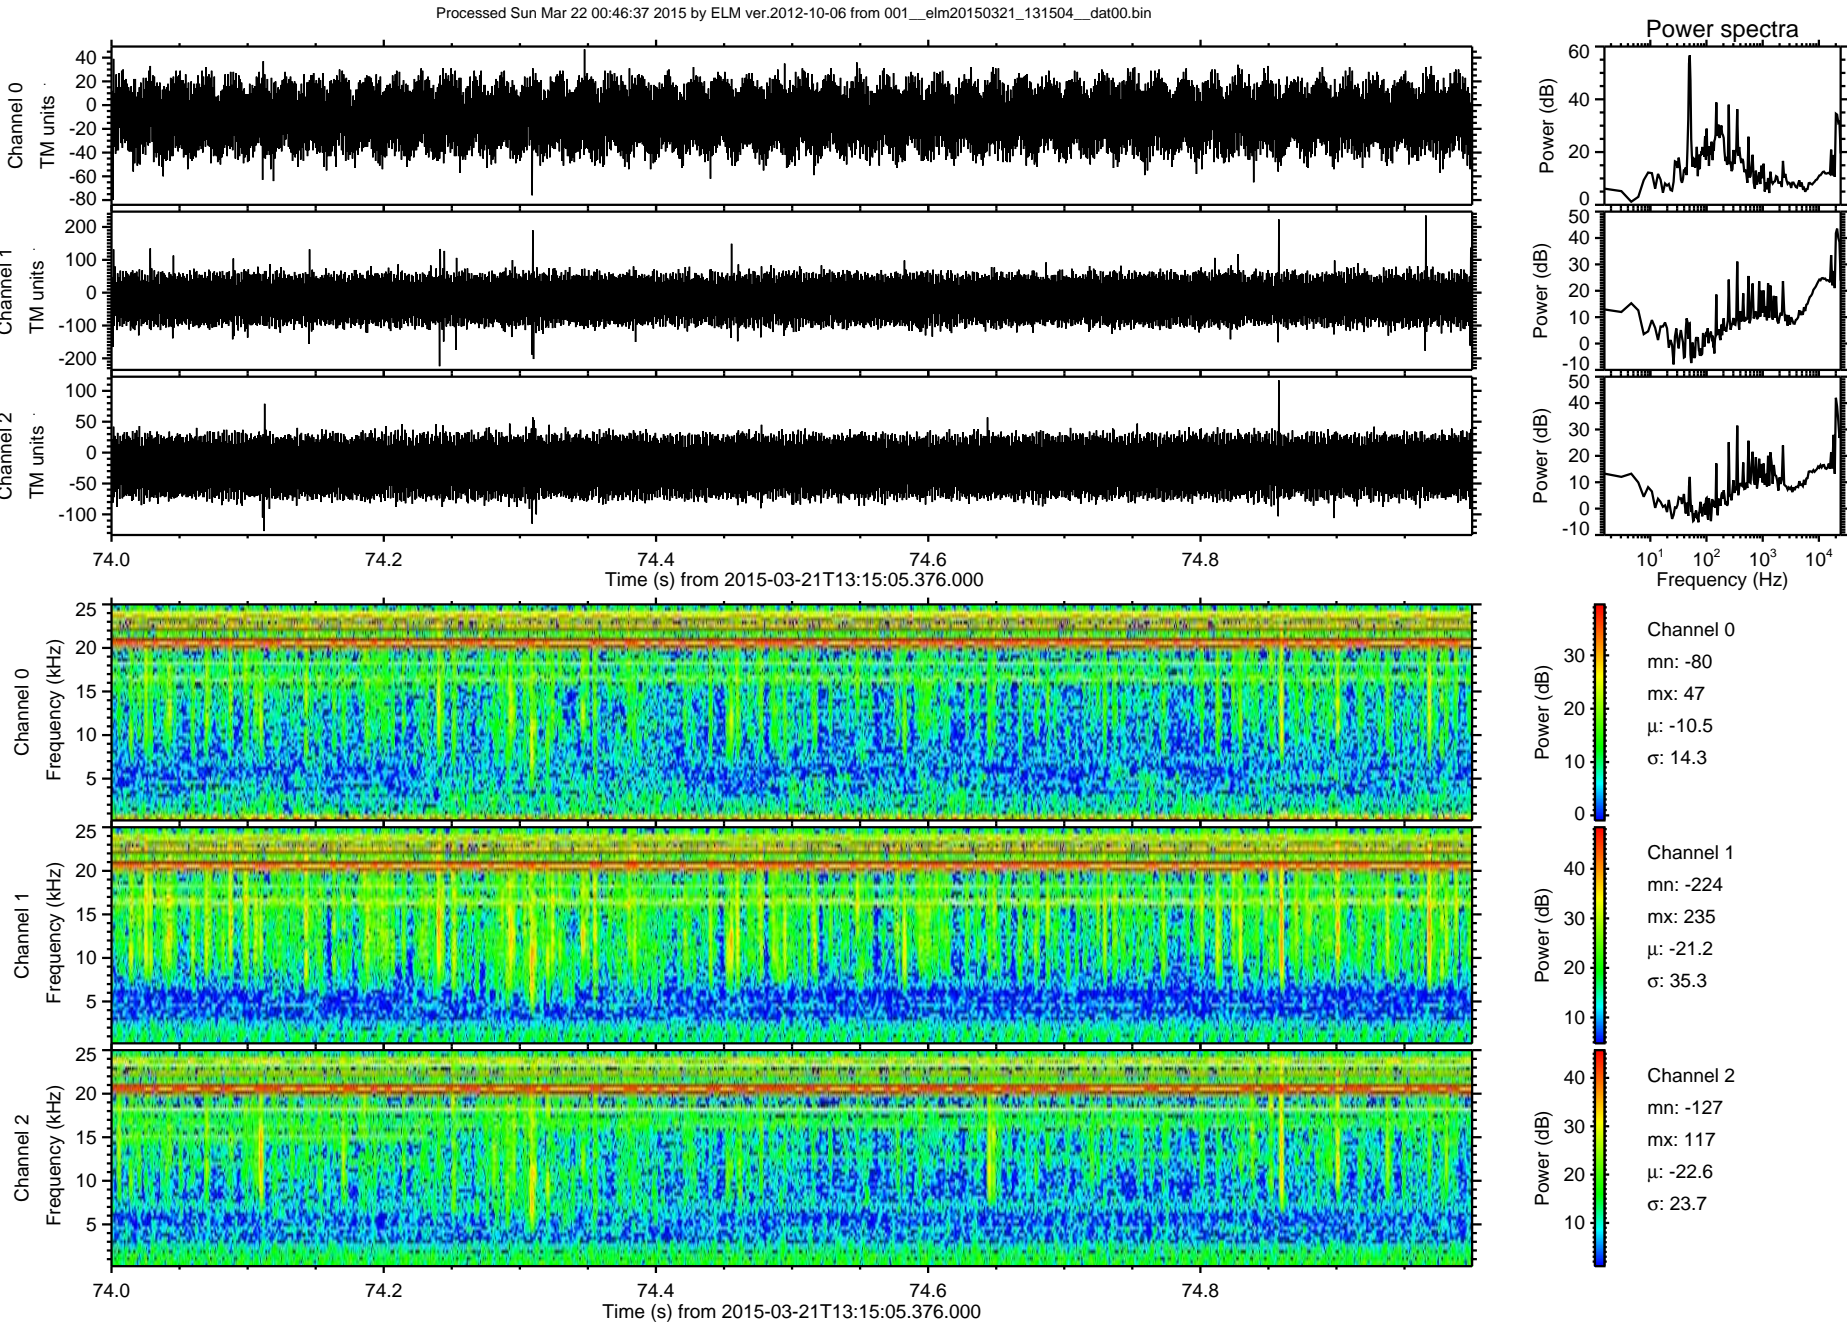 Processed Sun Mar 22 00:46:37 2015 by ELM ver.2012-10-06 from 001__elm20150321_131504__dat00.bin
Power spectra
Channel 0
TM units
40
20
0
-20
-40
-60
-80
Power (dB)
60
40
20
0
Channel 1
TM units
200
100
0
-100
-200
Power (dB)
50
40
30
20
10
0
-10
Channel 2
TM units
100
50
0
-50
-100
Power (dB)
50
40
30
20
10
0
-10
74.0 74.2 74.4 74.6 74.8
Time (s) from 2015-03-21T13:15:05.376.000
10^1 10^2 10^3 10^4
Frequency (Hz)
Channel 0
Frequency (kHz)
25
20
15
10
5
Power (dB)
30
20
10
0
Channel 0
mn: -80
mx: 47
μ: -10.5
σ: 14.3
Channel 1
Frequency (kHz)
25
20
15
10
5
Power (dB)
40
30
20
10
Channel 1
mn: -224
mx: 235
μ: -21.2
σ: 35.3
Channel 2
Frequency (kHz)
25
20
15
10
5
Power (dB)
40
30
20
10
Channel 2
mn: -127
mx: 117
μ: -22.6
σ: 23.7
74.0 74.2 74.4 74.6 74.8
Time (s) from 2015-03-21T13:15:05.376.000